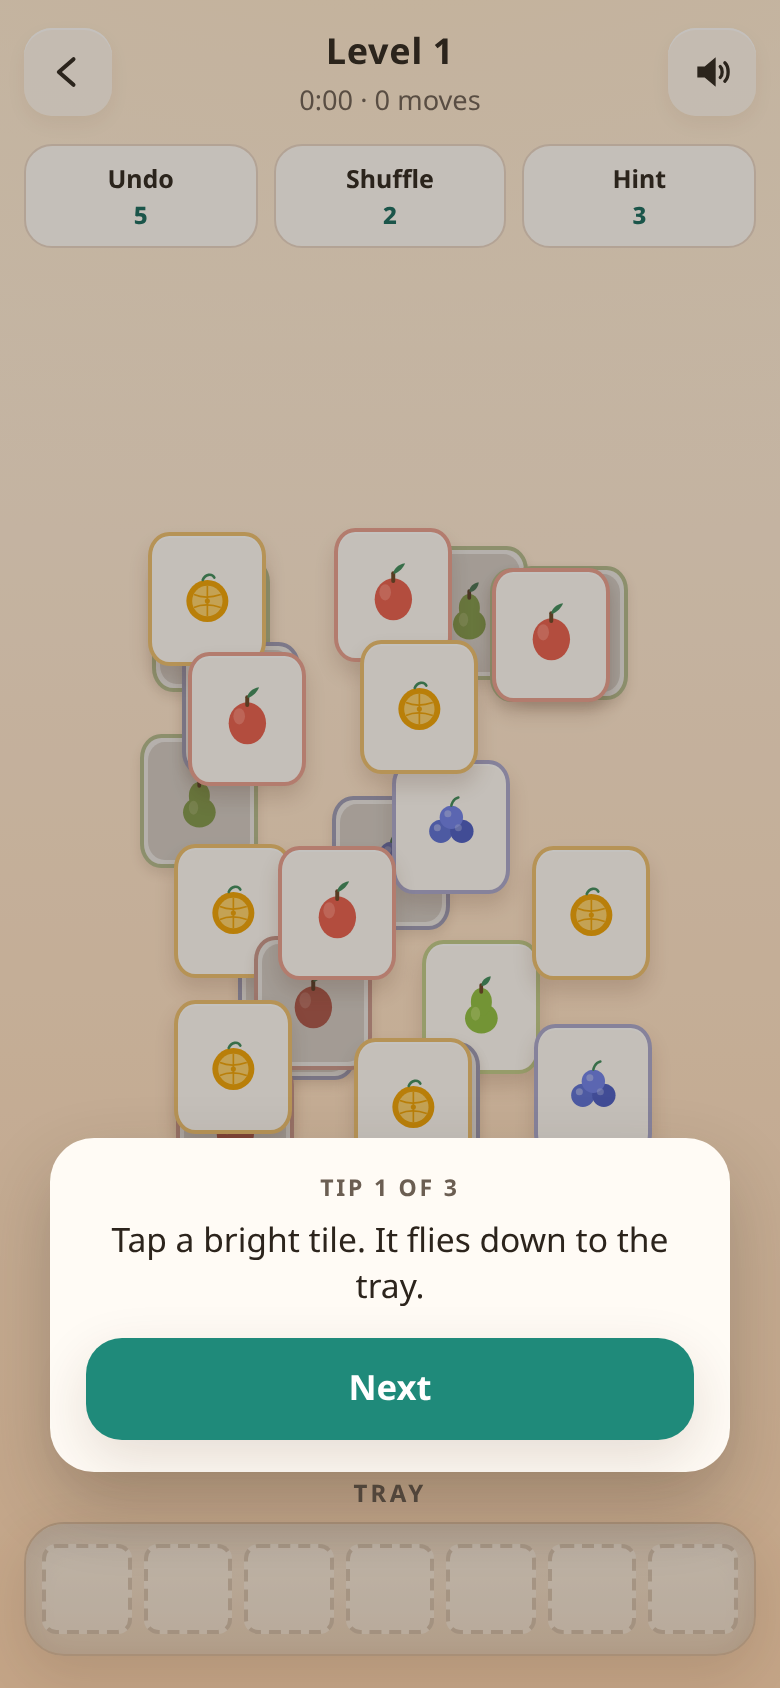 Level 1
0:00 · 0 moves
Undo
5
Shuffle
2
Hint
3
TIP 1 OF 3
Tap a bright tile. It flies down to the
tray.
Next
TRAY